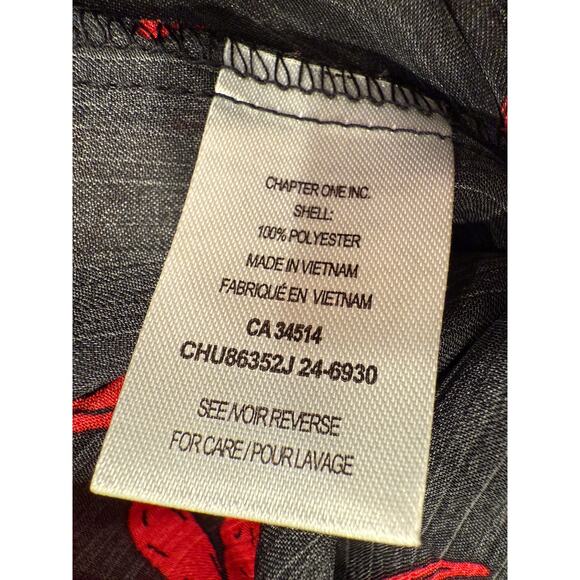 CHAPTER ONE INC.
SHELL:
100% POLYESTER
MADE IN VIETNAM
FABRIQUÉ EN VIETNAM
CA 34514
CHU86352J 24-6930
SEE/VOIR REVERSE
FOR CARE/POUR LAVAGE